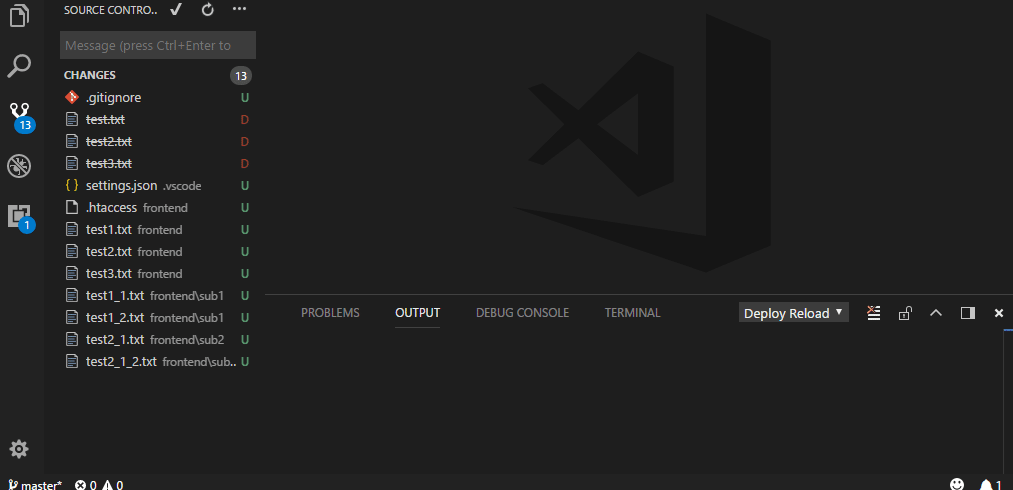 SOURCE CONTRO..
Message (press Ctrl+Enter to
CHANGES 13
.gitignore U
test.txt D
test2.txt D
test3.txt D
13
{ } settings.json .vscode U
.htaccess frontend U
test1.txt frontend U
1
test2.txt frontend U
test3.txt frontend U
test1_1.txt frontend\sub1 U
test1_2.txt frontend\sub1 U
test2_1.txt frontend\sub2 U
test2_1_2.txt frontend\sub.. U
PROBLEMS OUTPUT DEBUG CONSOLE TERMINAL Deploy Reload
master* 0 0 1